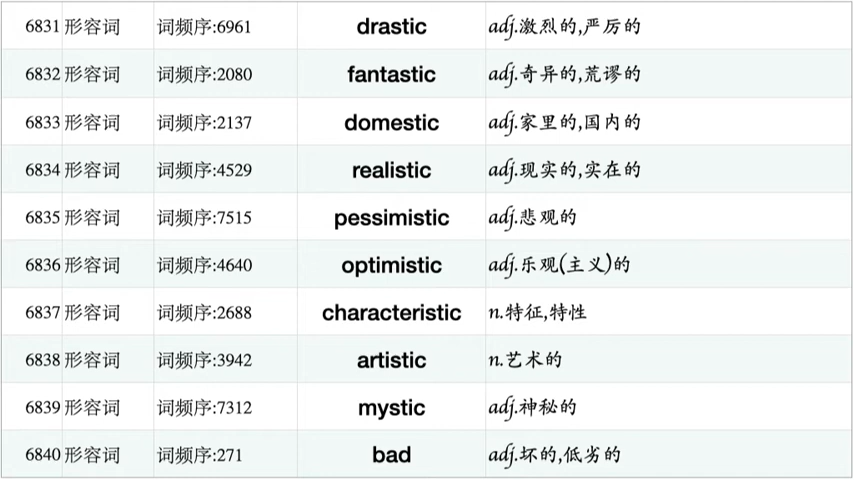 6831 形容词 词频序:6961 drastic adj.激烈的,严厉的
6832 形容词 词频序:2080 fantastic adj.奇异的,荒谬的
6833 形容词 词频序:2137 domestic adj.家里的,国内的
6834 形容词 词频序:4529 realistic adj.现实的,实在的
6835 形容词 词频序:7515 pessimistic adj.悲观的
6836 形容词 词频序:4640 optimistic adj.乐观(主义)的
6837 形容词 词频序:2688 characteristic n.特征,特性
6838 形容词 词频序:3942 artistic n.艺术的
6839 形容词 词频序:7312 mystic adj.神秘的
6840 形容词 词频序:271 bad adj.坏的,低劣的